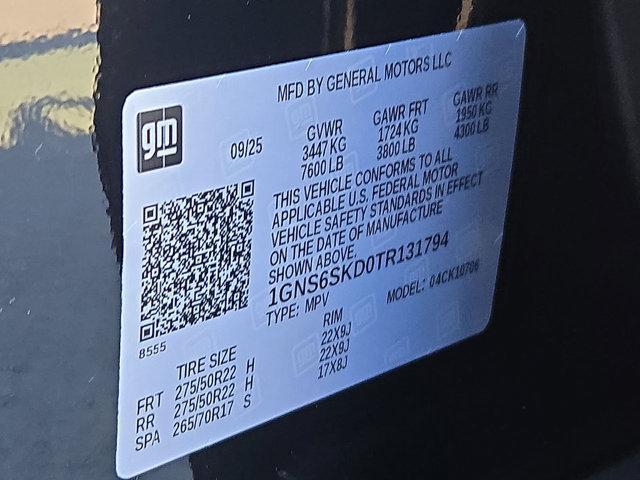 MFD BY GENERAL MOTORS LLC
gm
09/25
GVWR GAWR FRT GAWR RR
3447 KG 1724 KG 1950 KG
7600 LB 3800 LB 4300 LB
THIS VEHICLE CONFORMS TO ALL
APPLICABLE U.S. FEDERAL MOTOR
VEHICLE SAFETY STANDARDS IN EFFECT
ON THE DATE OF MANUFACTURE
SHOWN ABOVE.
1GNS6SKD0TR131794
TYPE: MPV MODEL: 04CK10706
8555
TIRE SIZE RIM
FRT 275/50R22 H 22X9J
RR 275/50R22 H 22X9J
SPA 265/70R17 S 17X8J